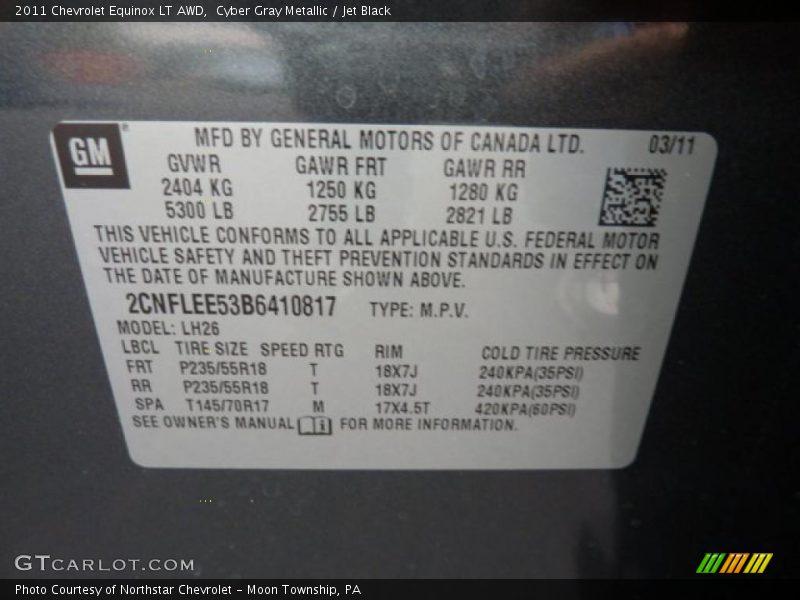 2011 Chevrolet Equinox LT AWD,  Cyber Gray Metallic / Jet Black
GM
MFD BY GENERAL MOTORS OF CANADA LTD. 03/11
GVWR GAWR FRT GAWR RR
2404 KG 1250 KG 1280 KG
5300 LB 2755 LB 2821 LB
THIS VEHICLE CONFORMS TO ALL APPLICABLE U.S. FEDERAL MOTOR
VEHICLE SAFETY AND THEFT PREVENTION STANDARDS IN EFFECT ON
THE DATE OF MANUFACTURE SHOWN ABOVE.
2CNFLEE53B6410817 TYPE: M.P.V.
MODEL: LH26
LBCL TIRE SIZE SPEED RTG RIM COLD TIRE PRESSURE
FRT P235/55R18 T 18X7J 240KPA(35PSI)
RR P235/55R18 T 18X7J 240KPA(35PSI)
SPA T145/70R17 M 17X4.5T 420KPA(60PSI)
SEE OWNER'S MANUAL FOR MORE INFORMATION.
GTCARLOT.COM
Photo Courtesy of Northstar Chevrolet - Moon Township, PA